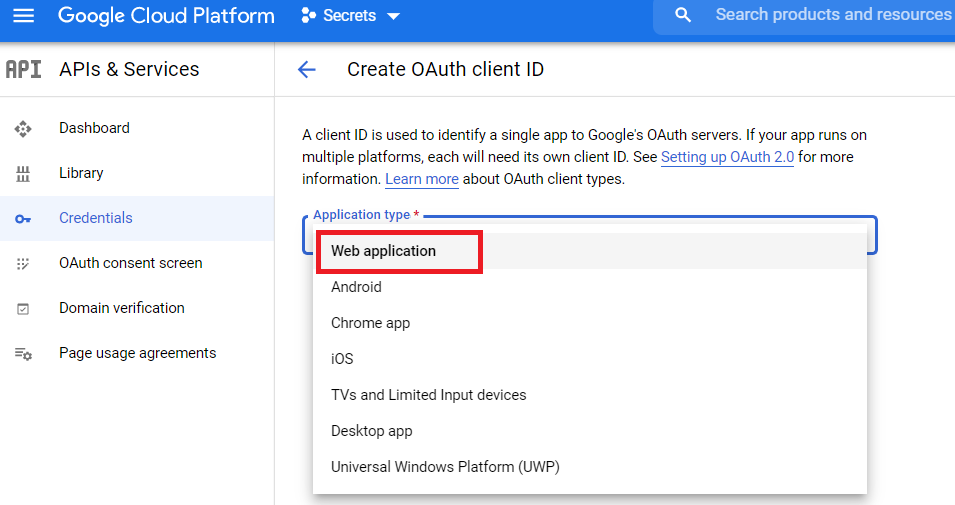 Google Cloud Platform
Secrets
Search products and resources
API
APIs & Services
Create OAuth client ID
Dashboard
Library
Credentials
OAuth consent screen
Domain verification
Page usage agreements
A client ID is used to identify a single app to Google's OAuth servers. If your app runs on
multiple platforms, each will need its own client ID. See Setting up OAuth 2.0 for more
information. Learn more about OAuth client types.
Application type *
Web application
Android
Chrome app
iOS
TVs and Limited Input devices
Desktop app
Universal Windows Platform (UWP)